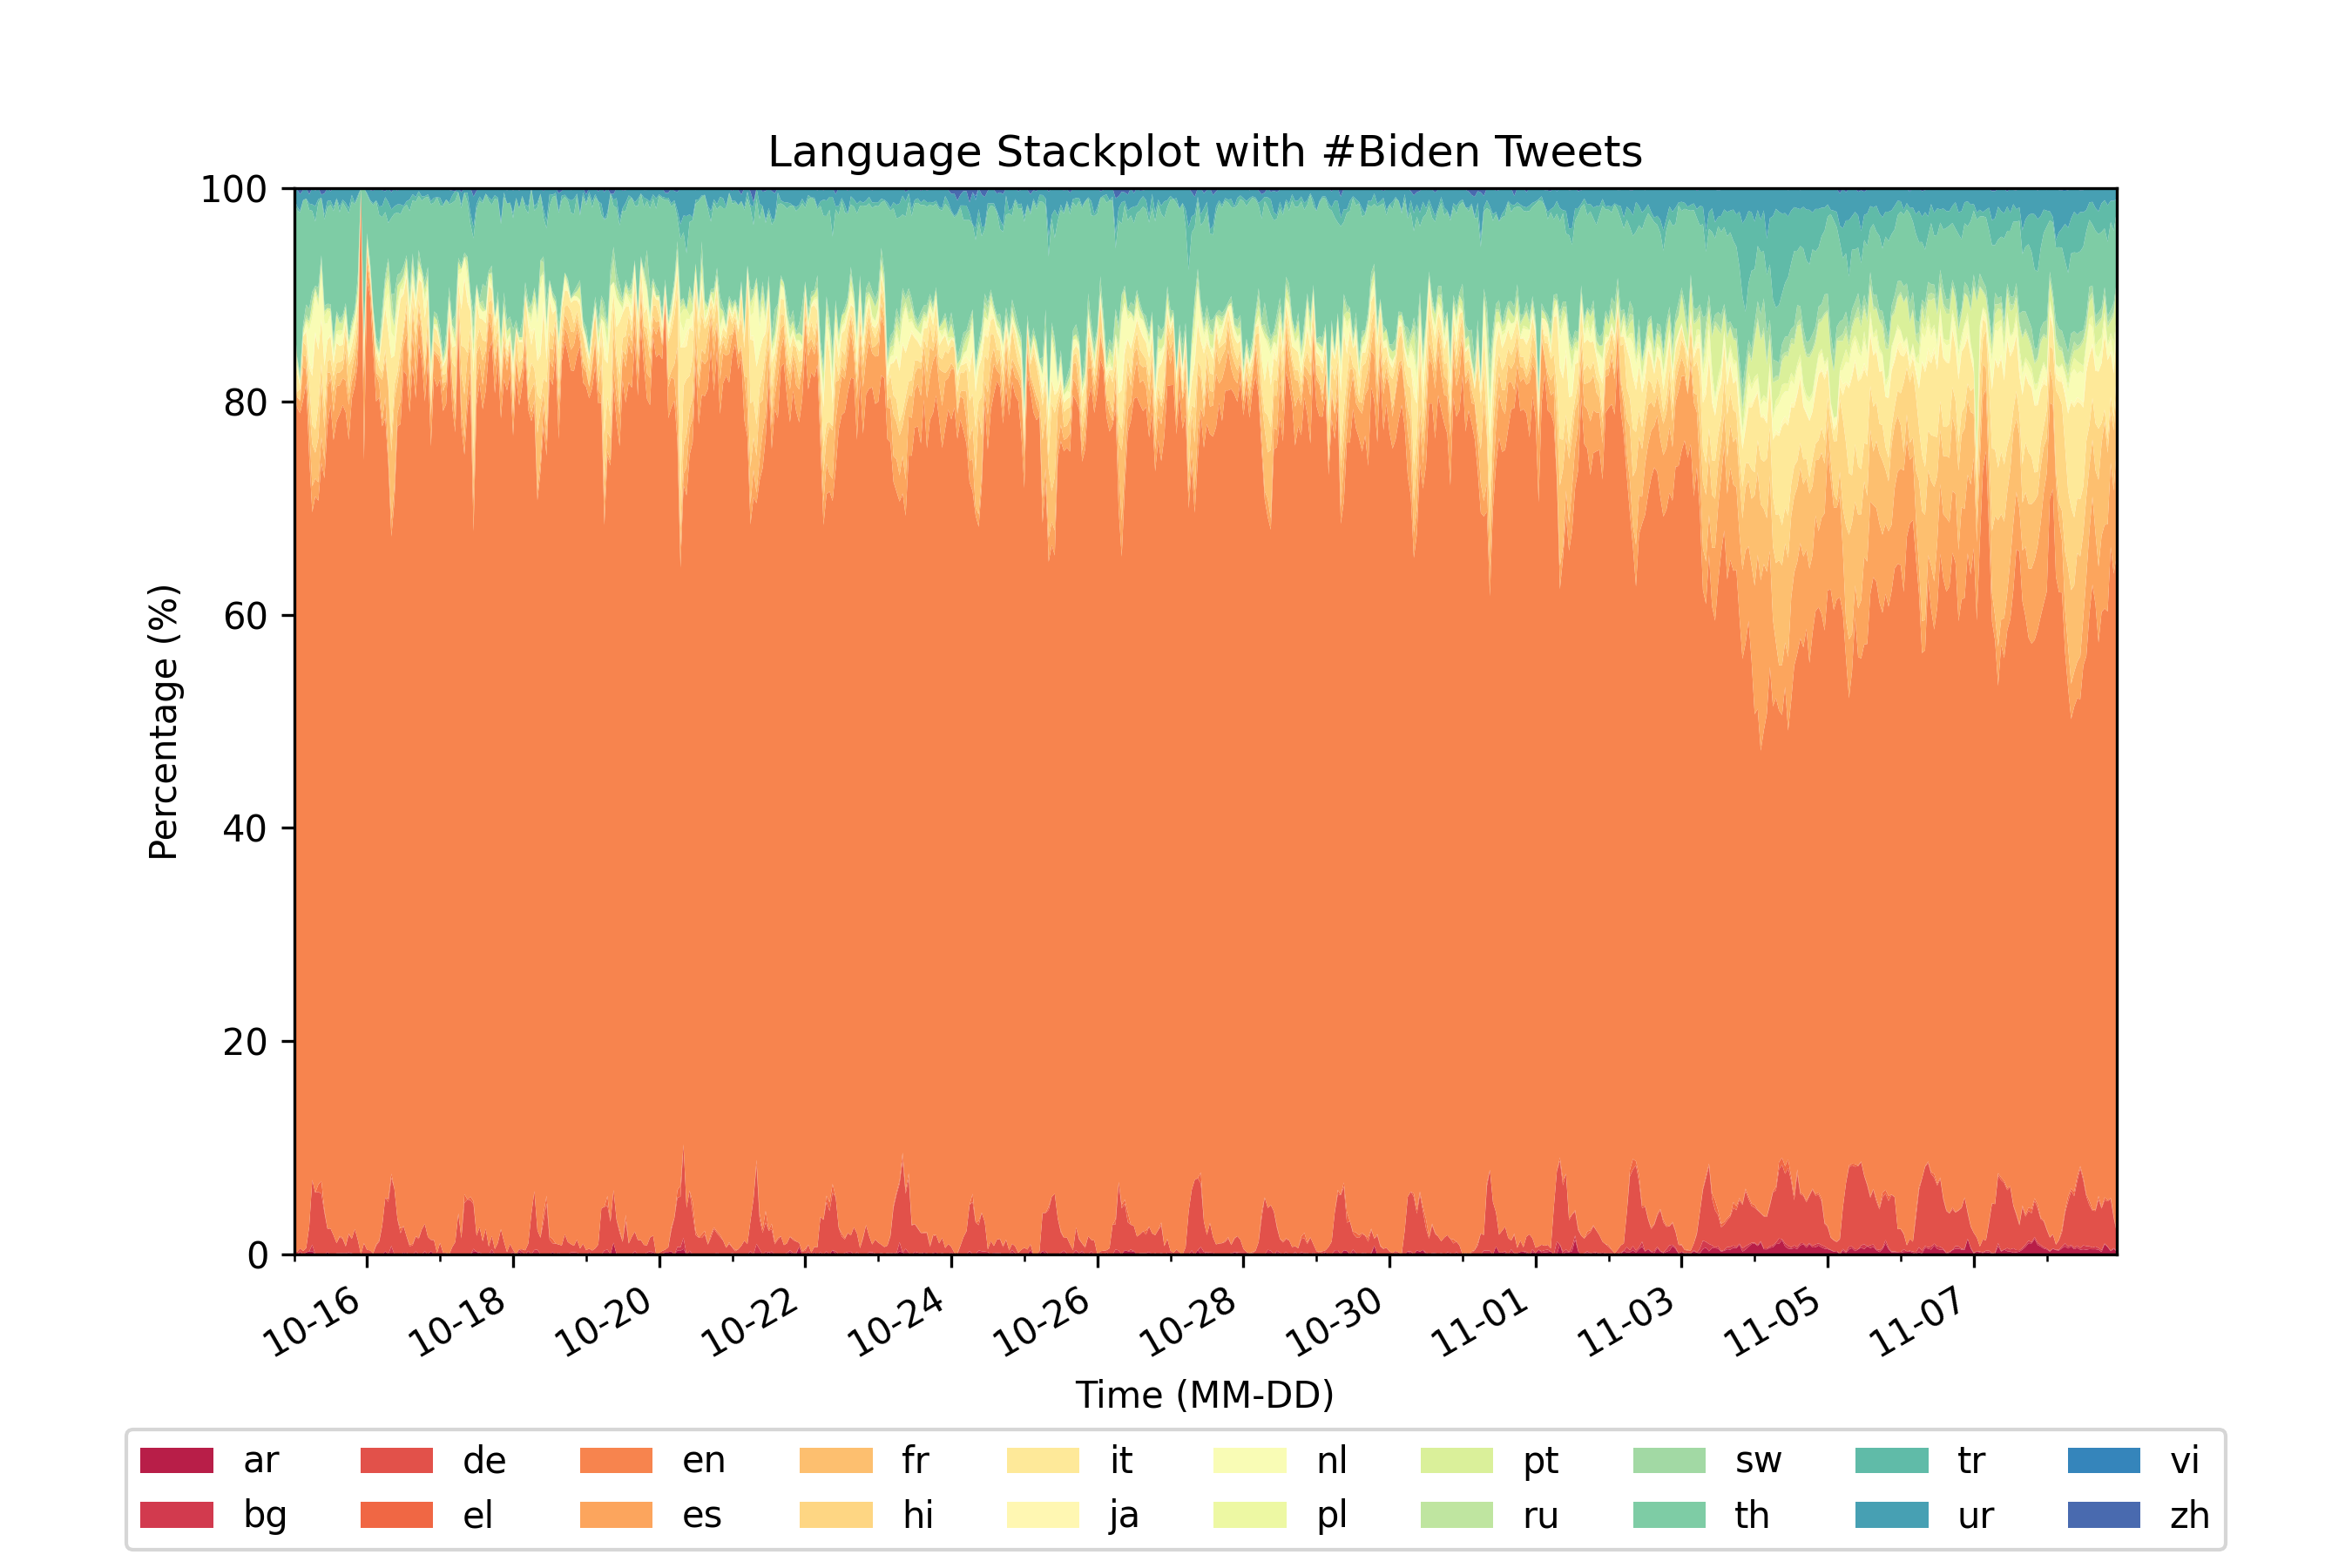 Language Stackplot with #Biden Tweets
100
80
60
40
20
0
Percentage (%)
10-16 10-18 10-20 10-22 10-24 10-26 10-28 10-30 11-01 11-03 11-05 11-07
Time (MM-DD)
ar de en fr it nl pt sw tr vi
bg el es hi ja pl ru th ur zh